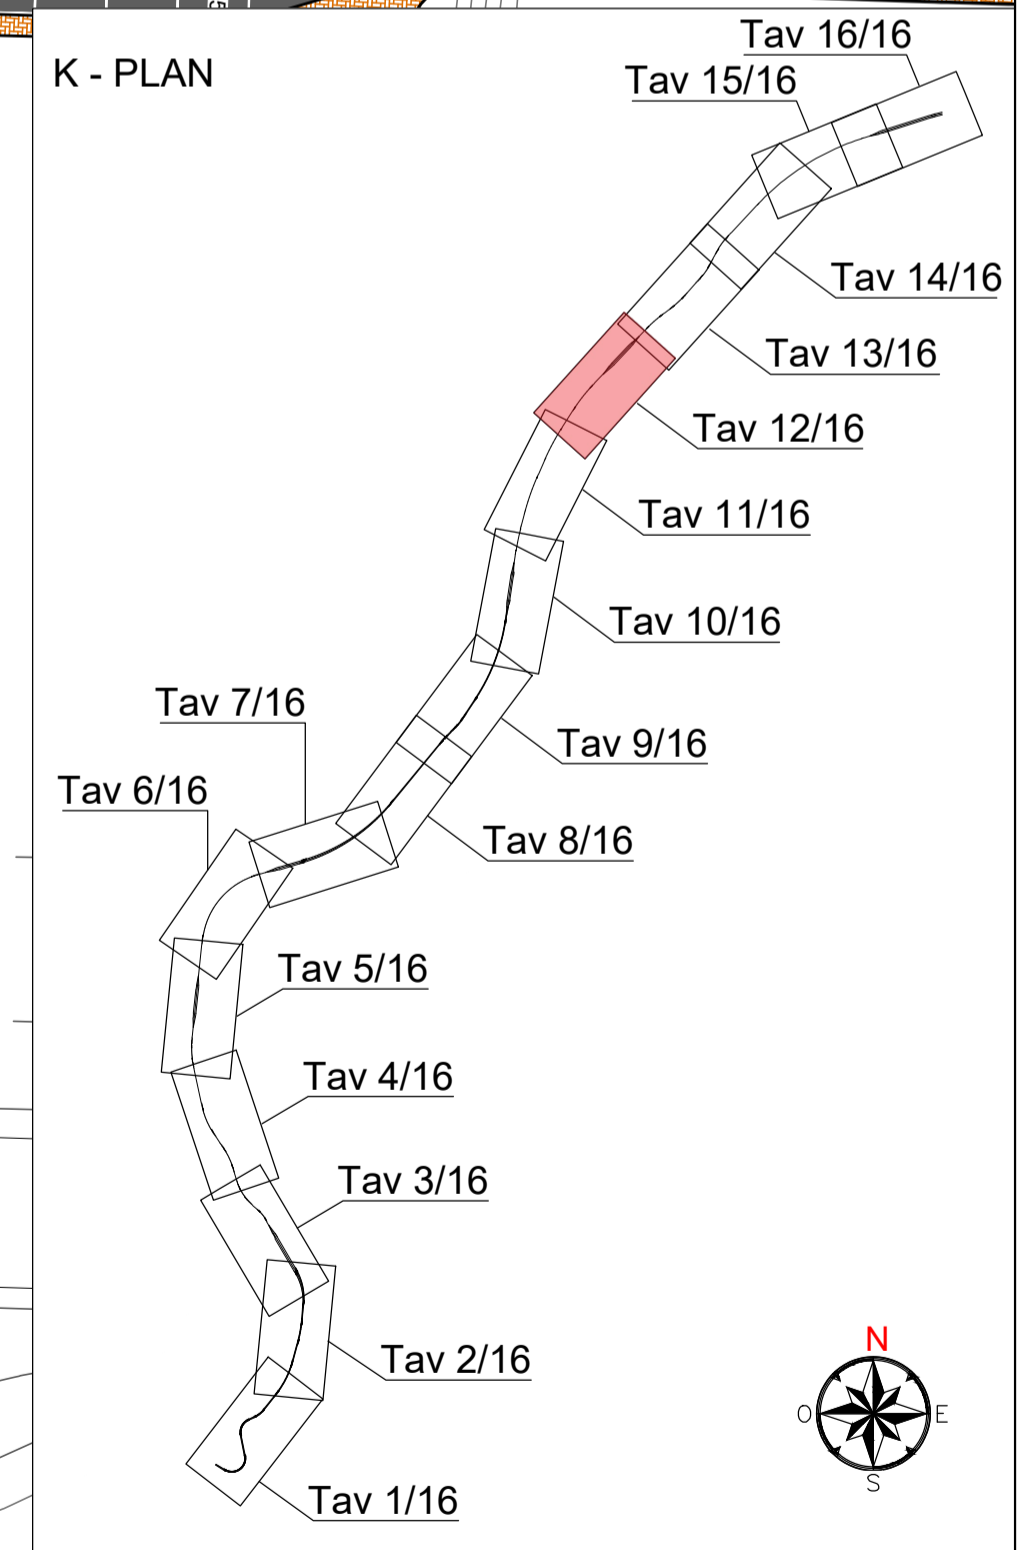 K - PLAN
Tav 16/16
Tav 15/16
Tav 14/16
Tav 13/16
Tav 12/16
Tav 11/16
Tav 10/16
Tav 9/16
Tav 8/16
Tav 7/16
Tav 6/16
Tav 5/16
Tav 4/16
Tav 3/16
Tav 2/16
Tav 1/16
N
O
E
S